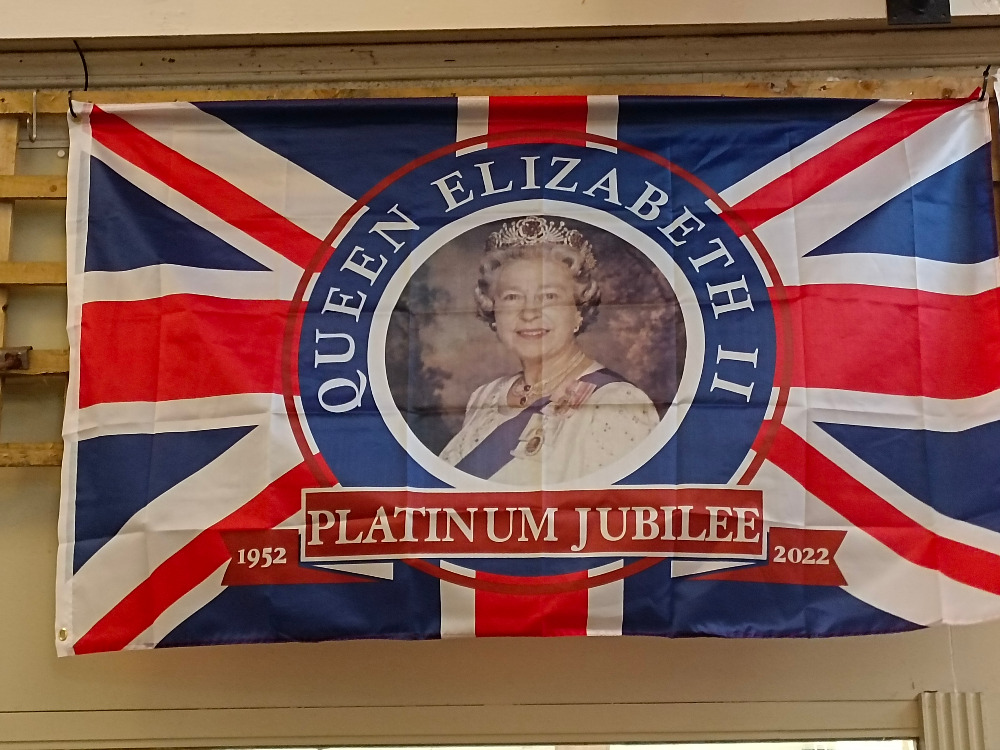 QUEEN ELIZABETH II
PLATINUM JUBILEE
1952
2022